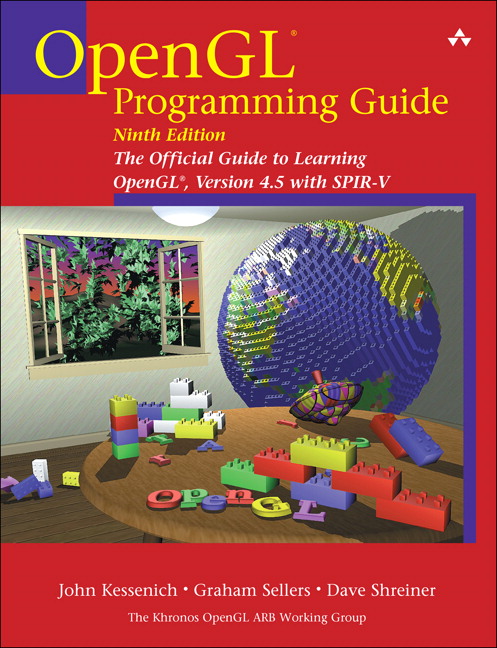 OpenGL®
Programming Guide
Ninth Edition
The Official Guide to Learning
OpenGL®, Version 4.5 with SPIR-V
OpenGL
John Kessenich • Graham Sellers • Dave Shreiner
The Khronos OpenGL ARB Working Group